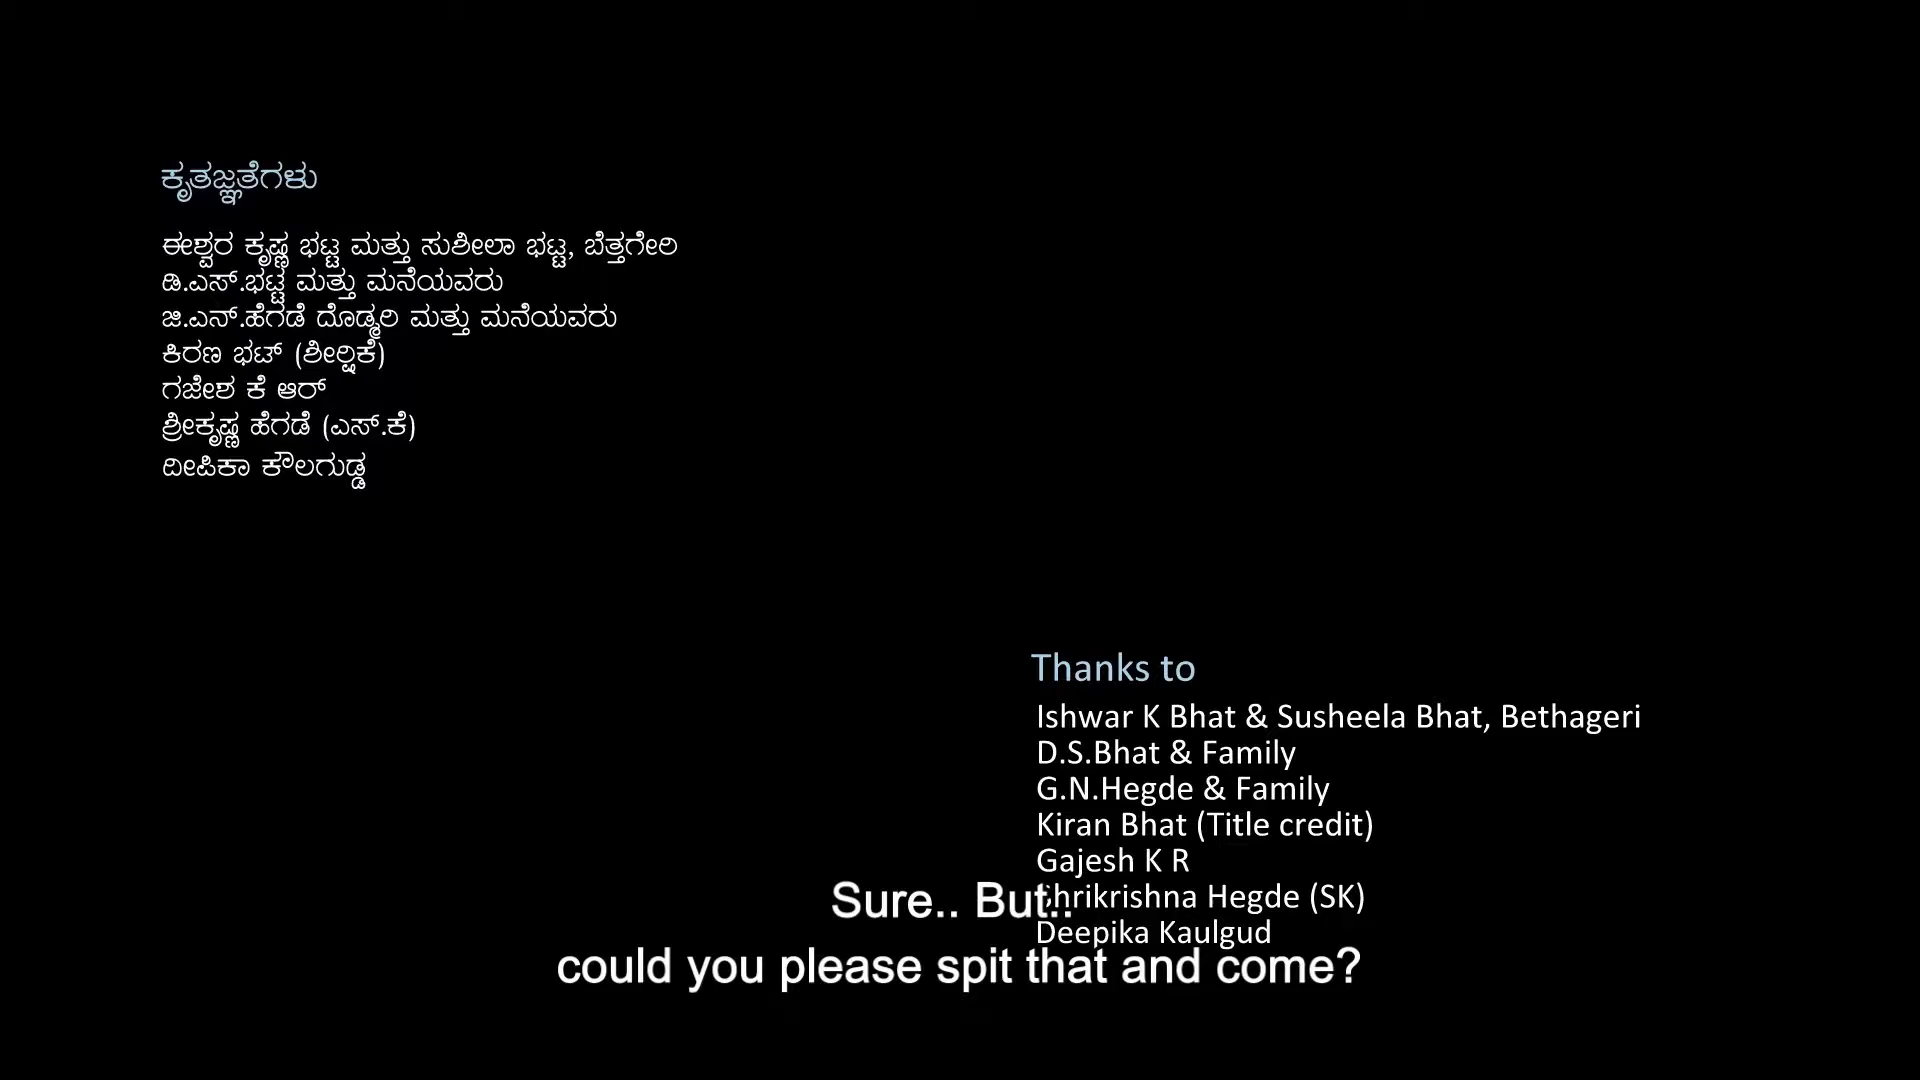 ಕೃತಜ್ಞತೆಗಳು
ಈಶ್ವರ ಕೃಷ್ಣ ಭಟ್ಟ ಮತ್ತು ಸುಶೀಲಾ ಭಟ್ಟ, ಬೆತ್ತಗೇರಿ
ಡಿ.ಎಸ್.ಭಟ್ಟ ಮತ್ತು ಮನೆಯವರು
ಜಿ.ಎನ್.ಹೆಗಡೆ ದೊಡ್ಮರಿ ಮತ್ತು ಮನೆಯವರು
ಕಿರಣ ಭಟ್ (ಶೀರ್ಷಿಕೆ)
ಗಜೇಶ ಕೆ ಆರ್
ಶ್ರೀಕೃಷ್ಣ ಹೆಗಡೆ (ಎಸ್.ಕೆ)
ದೀಪಿಕಾ ಕೌಲಗುಡ್ಡ
Thanks to
Ishwar K Bhat & Susheela Bhat, Bethageri
D.S.Bhat & Family
G.N.Hegde & Family
Kiran Bhat (Title credit)
Gajesh K R
Shrikrishna Hegde (SK)
Deepika Kaulgud
Sure.. But..
could you please spit that and come?